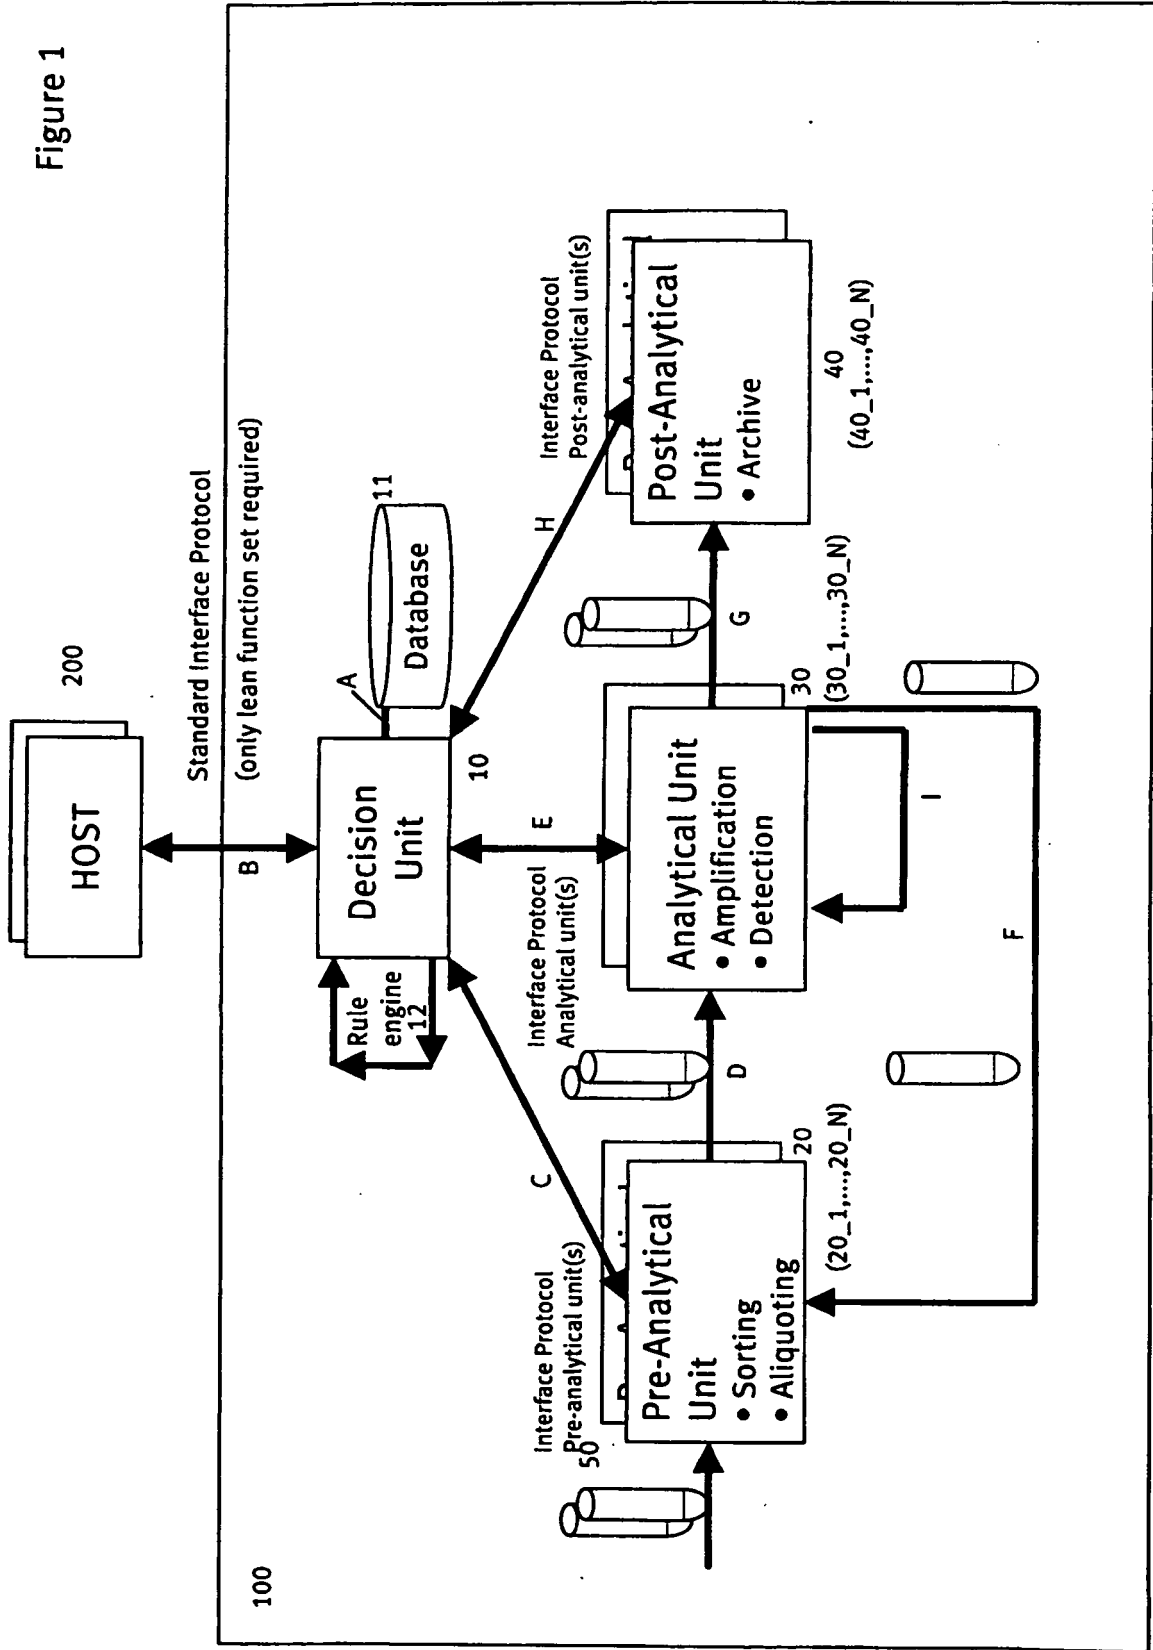 Figure 1
HOST
200
Standard Interface Protocol
(only lean function set required)
100
B
Decision
Unit
10
A
Database
11
Rule
engine
12
C
E
H
Interface Protocol
Pre-analytical unit(s)
50
Interface Protocol
Analytical unit(s)
Interface Protocol
Post-analytical unit(s)
Pre-Analytical
Unit
• Sorting
• Aliquoting
20
(20_1,...,20_N)
D
Analytical Unit
• Amplification
• Detection
30
(30_1,...,30_N)
G
Post-Analytical
Unit
• Archive
40
(40_1,...,40_N)
I
F